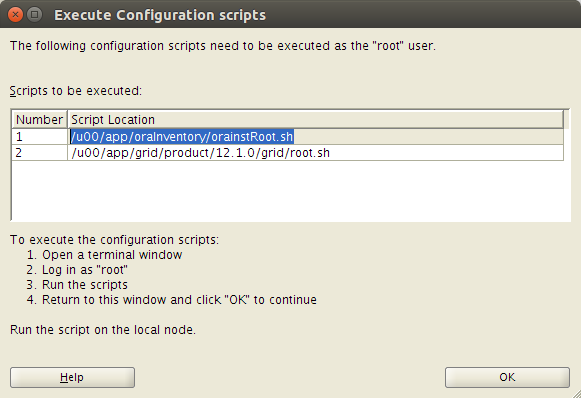 Execute Configuration scripts
The following configuration scripts need to be executed as the "root" user.
Scripts to be executed:
Number Script Location
1 /u00/app/oraInventory/orainstRoot.sh
2 /u00/app/grid/product/12.1.0/grid/root.sh
To execute the configuration scripts:
1. Open a terminal window
2. Log in as "root"
3. Run the scripts
4. Return to this window and click "OK" to continue
Run the script on the local node.
Help OK